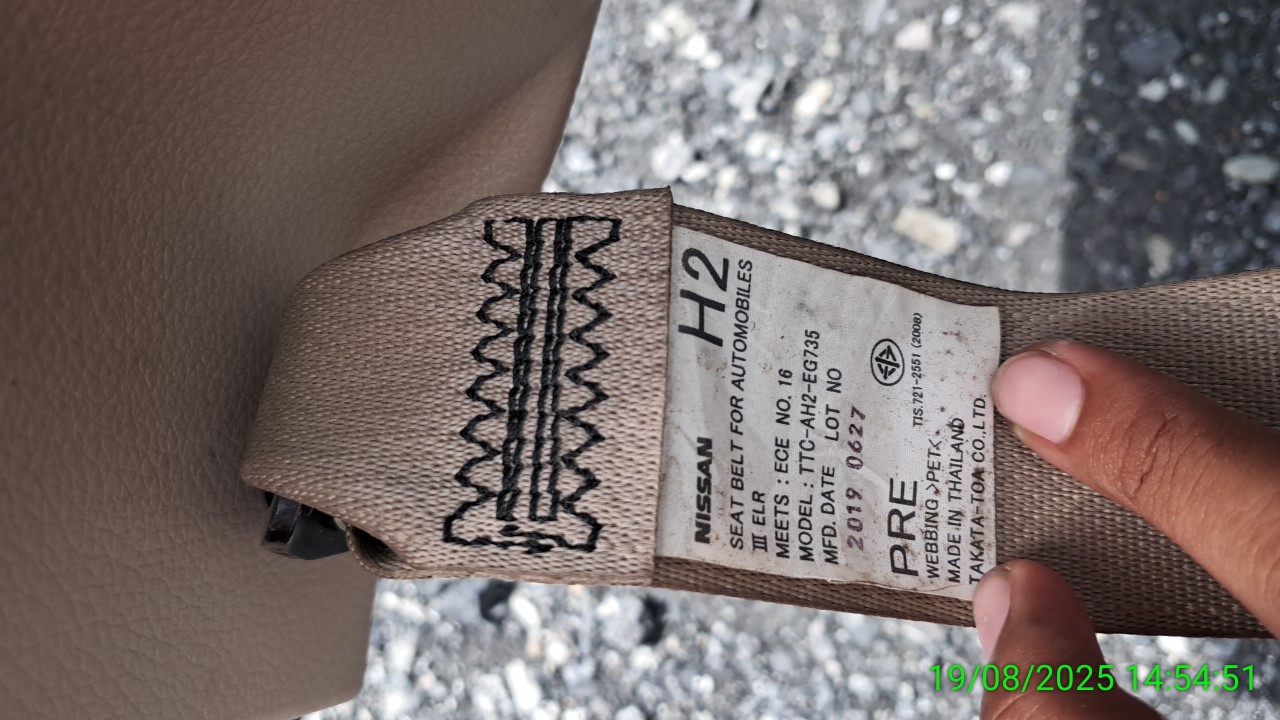 H2
NISSAN
SEAT BELT FOR AUTOMOBILES
III ELR
MEETS : ECE NO. 16
MODEL : TTC-AH2-EG735
MFD. DATE LOT NO
2019 0627
PRE
TIS.721-2551 (2008)
WEBBING >PET<
MADE IN THAILAND
TAKATA-TOA CO.,LTD.
19/08/2025 14:54:51